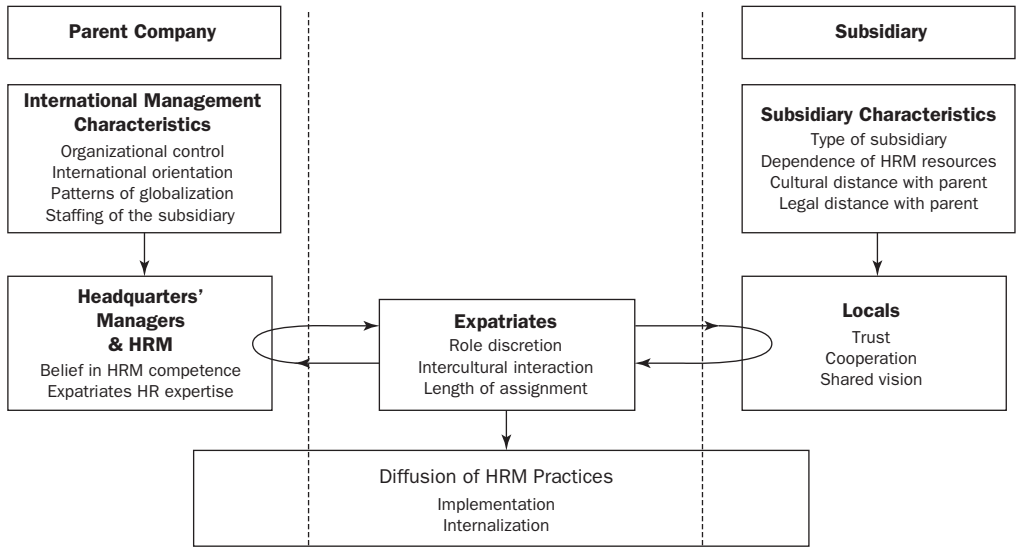 Parent Company
Subsidiary
International Management
Characteristics
Organizational control
International orientation
Patterns of globalization
Staffing of the subsidiary
Subsidiary Characteristics
Type of subsidiary
Dependence of HRM resources
Cultural distance with parent
Legal distance with parent
Headquarters'
Managers
& HRM
Belief in HRM competence
Expatriates HR expertise
Expatriates
Role discretion
Intercultural interaction
Length of assignment
Locals
Trust
Cooperation
Shared vision
Diffusion of HRM Practices
Implementation
Internalization